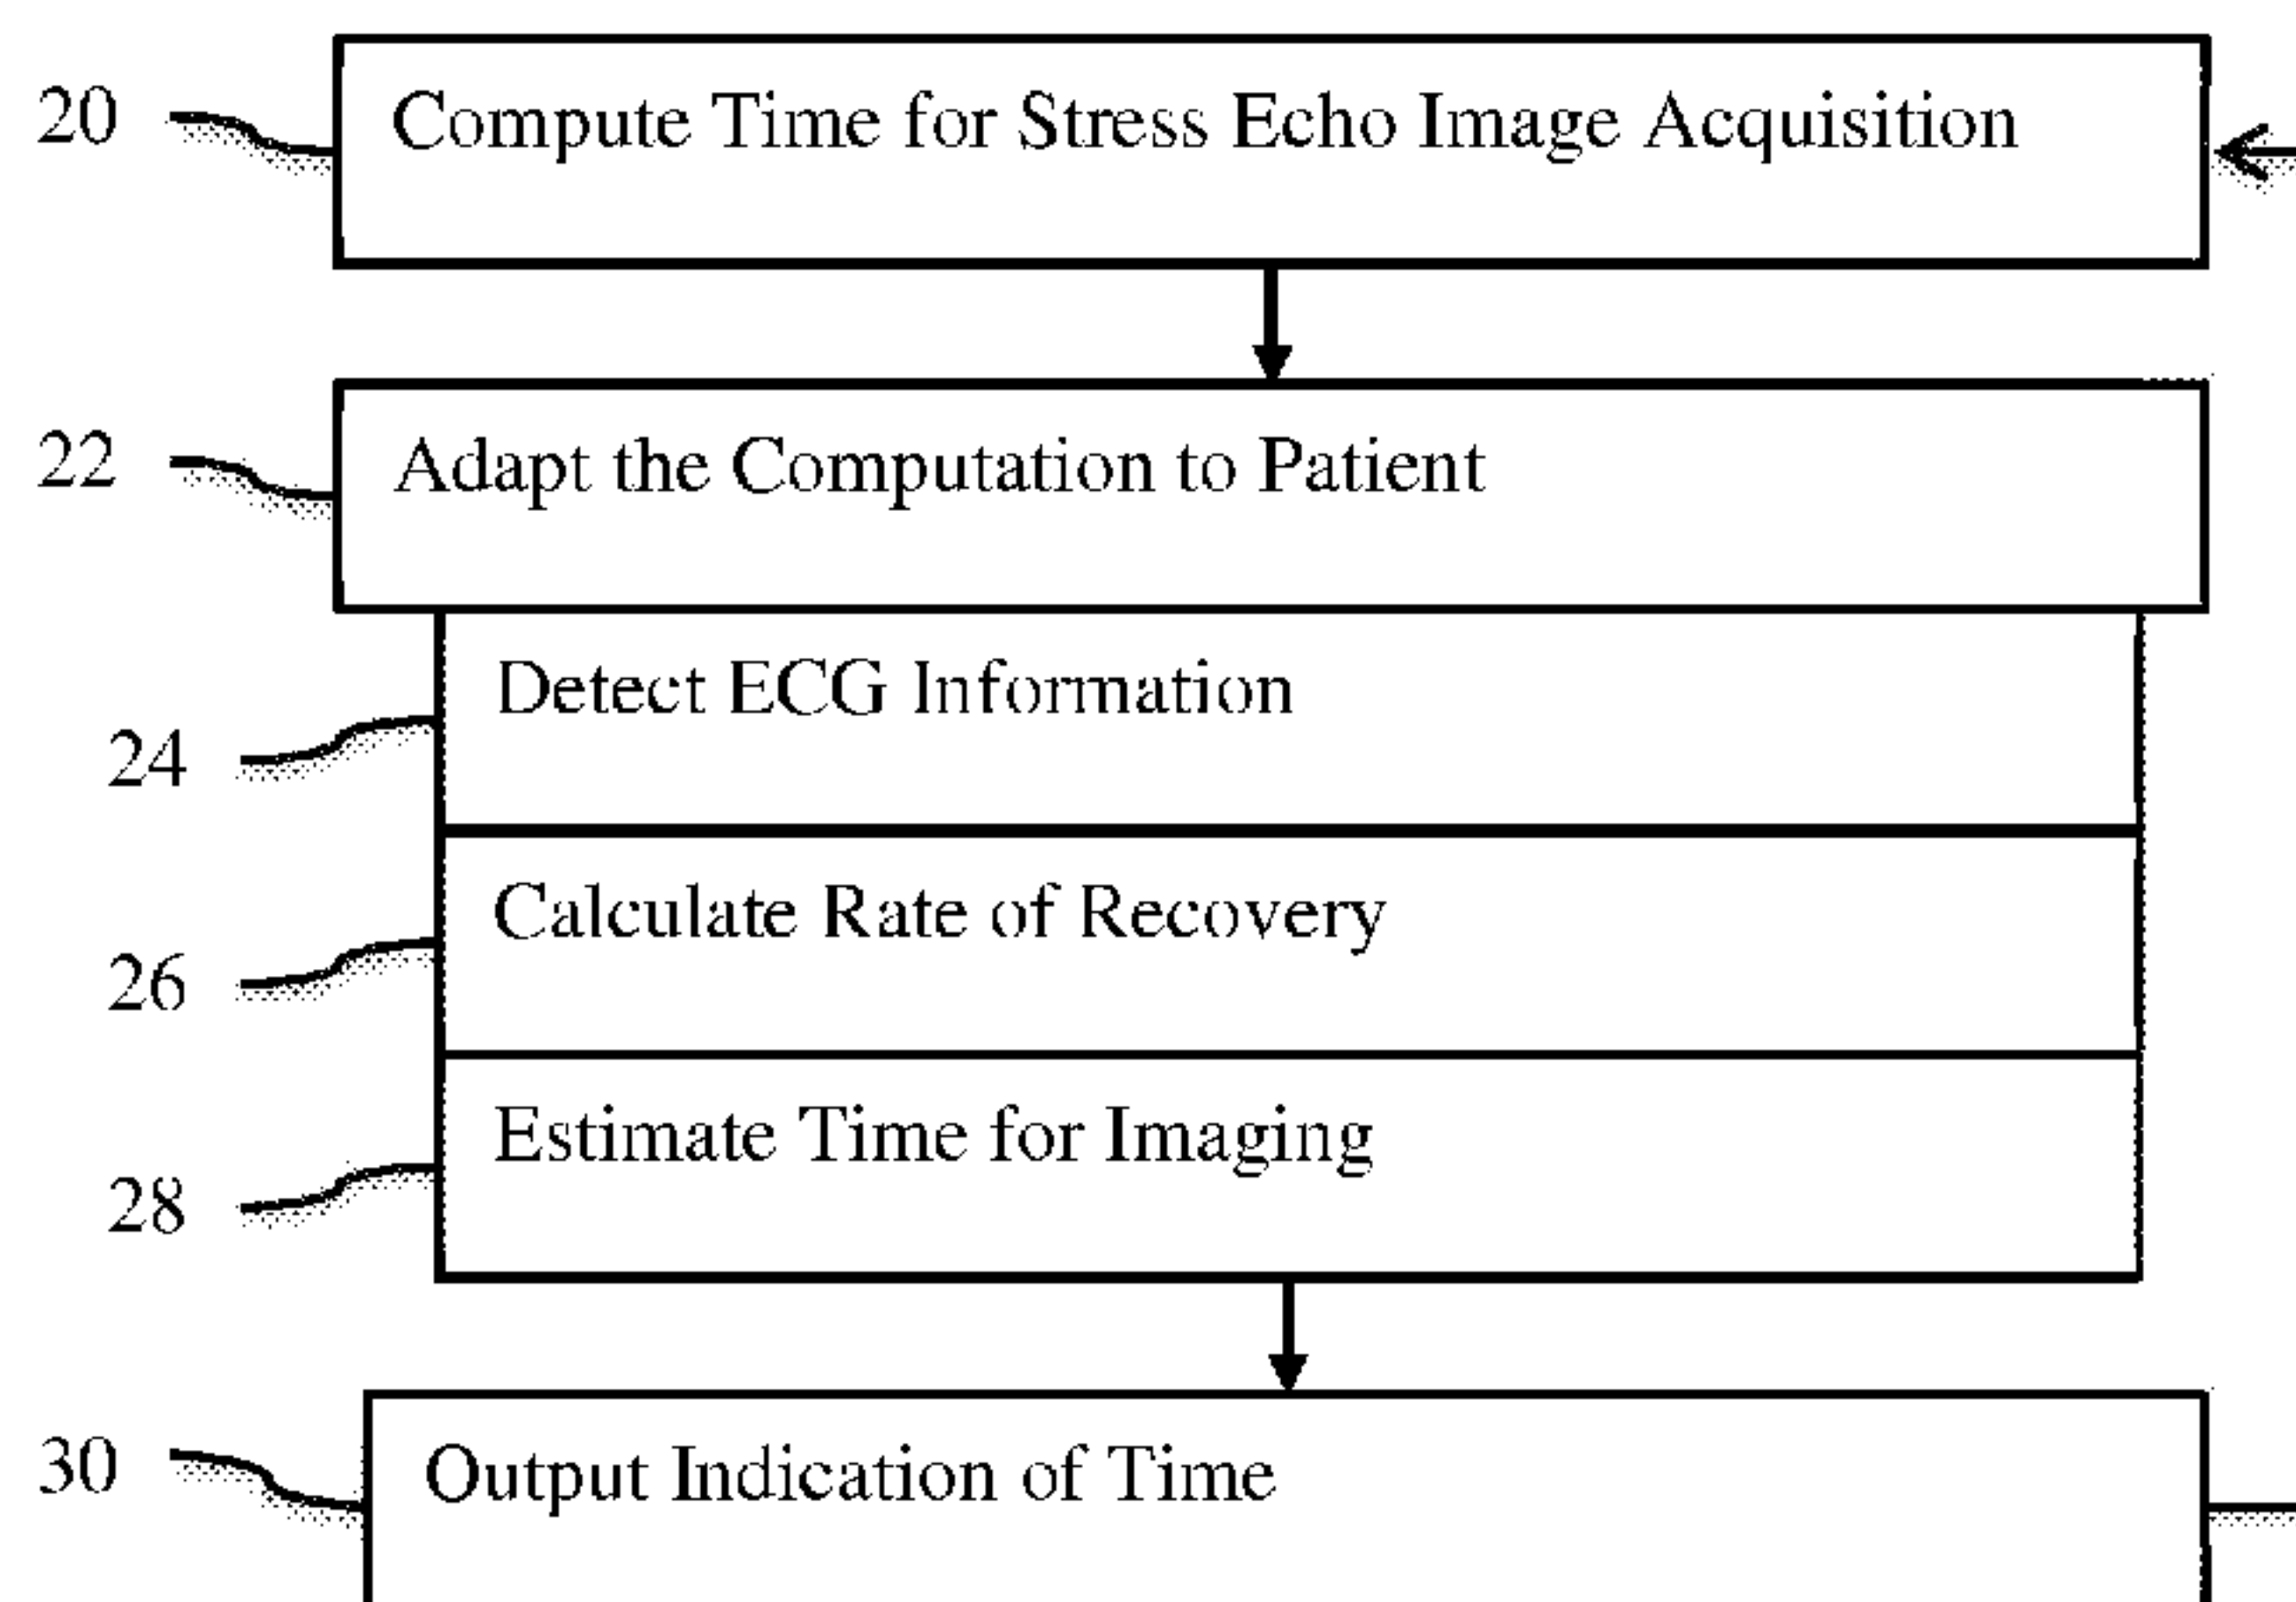 20 Compute Time for Stress Echo Image Acquisition
22 Adapt the Computation to Patient
Detect ECG Information
24
Calculate Rate of Recovery
26
Estimate Time for Imaging
28
30 Output Indication of Time